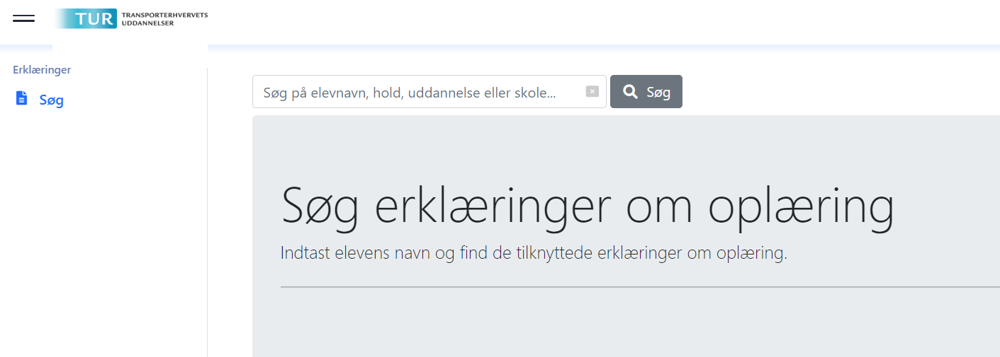 TUR TRANSPORTERHVERVETS
UDDANNELSER
Erklæringer
Søg
Søg på elevnavn, hold, uddannelse eller skole...
Søg
Søg erklæringer om oplæring
Indtast elevens navn og find de tilknyttede erklæringer om oplæring.